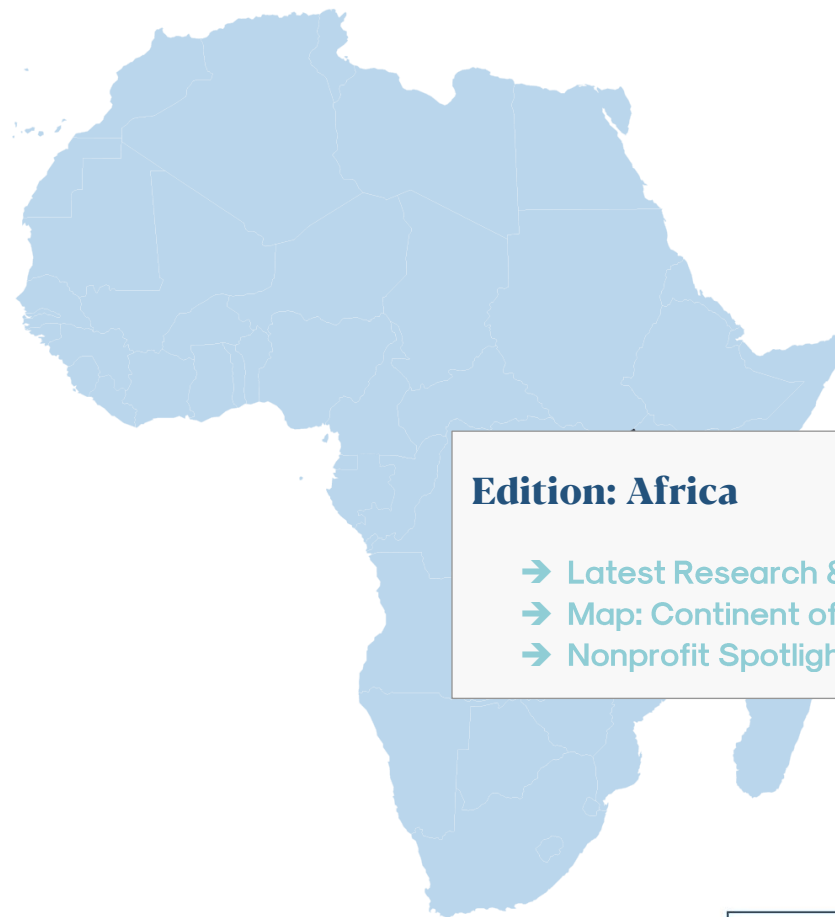 Edition: Africa
→ Latest Research &
→ Map: Continent of
→ Nonprofit Spotligh